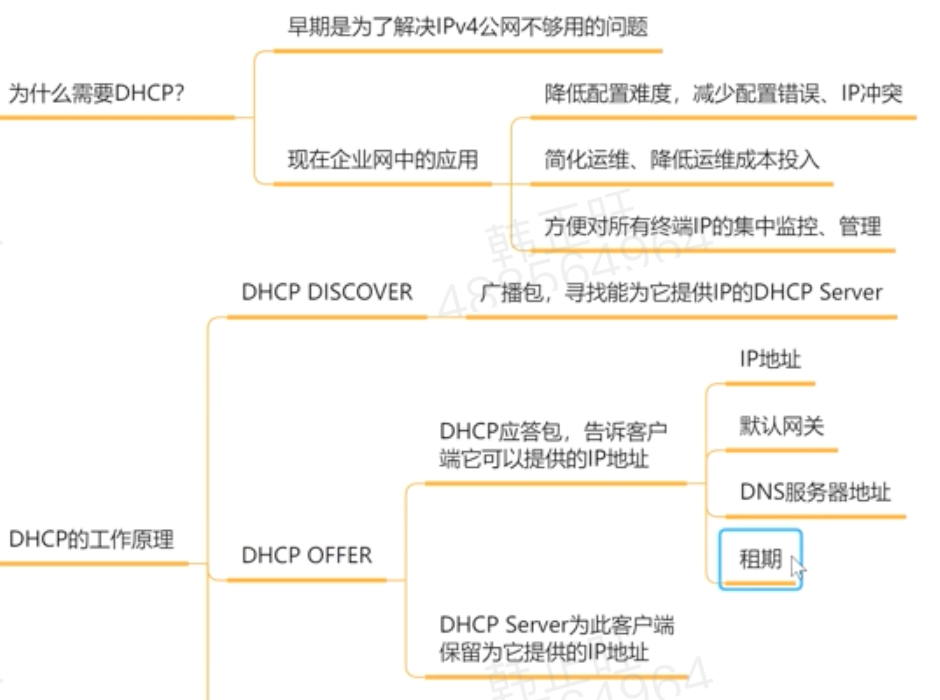 早期是为了解决IPv4公网不够用的问题
为什么需要DHCP?
降低配置难度，减少配置错误、IP冲突
现在企业网中的应用
简化运维、降低运维成本投入
方便对所有终端IP的集中监控、管理
韩正旺
488564964
DHCP DISCOVER
广播包，寻找能为它提供IP的DHCP Server
IP地址
DHCP应答包，告诉客户
端它可以提供的IP地址
默认网关
DNS服务器地址
DHCP的工作原理
DHCP OFFER
租期
DHCP Server为此客户端
保留为它提供的IP地址
韩正旺